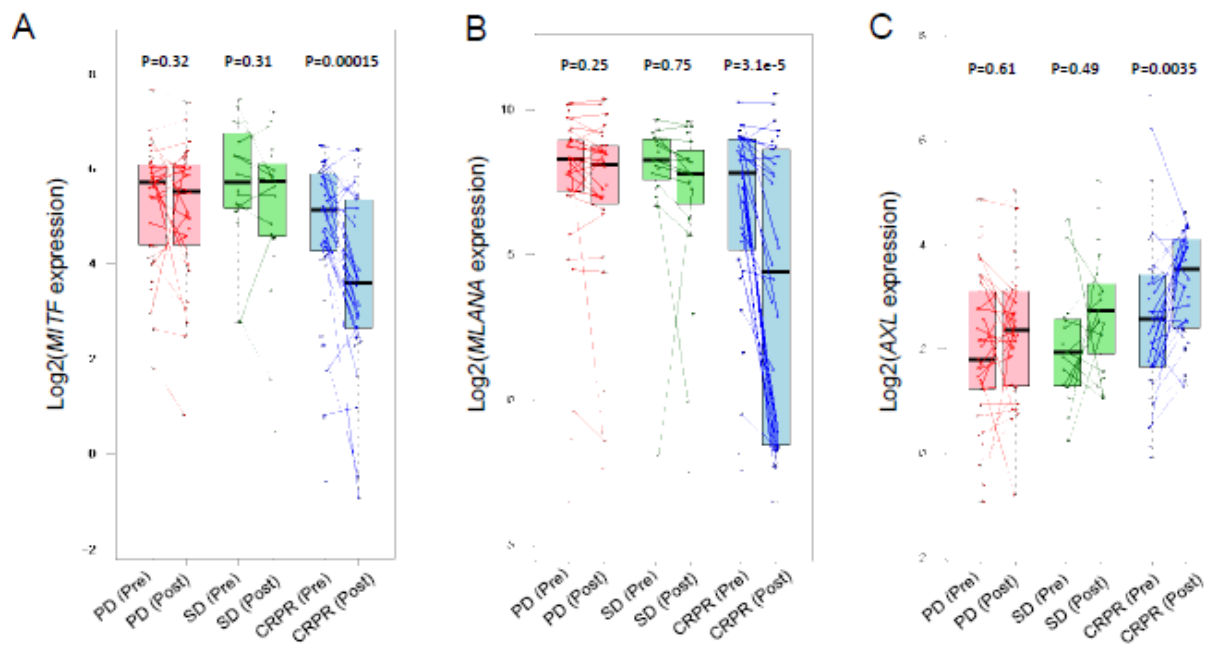 A
B
C
P=0.32 P=0.31 P=0.00015
P=0.25 P=0.75 P=3.1e-5
P=0.61 P=0.49 P=0.0035
Log2(MITF expression)
8
6
4
2
0
-2
PD (Pre)
PD (Post)
SD (Pre)
SD (Post)
CRPR (Pre)
CRPR (Post)
Log2(MLANA expression)
10
5
PD (Pre)
PD (Post)
SD (Pre)
SD (Post)
CRPR (Pre)
CRPR (Post)
Log2(AXL expression)
8
6
4
2
PD (Pre)
PD (Post)
SD (Pre)
SD (Post)
CRPR (Pre)
CRPR (Post)